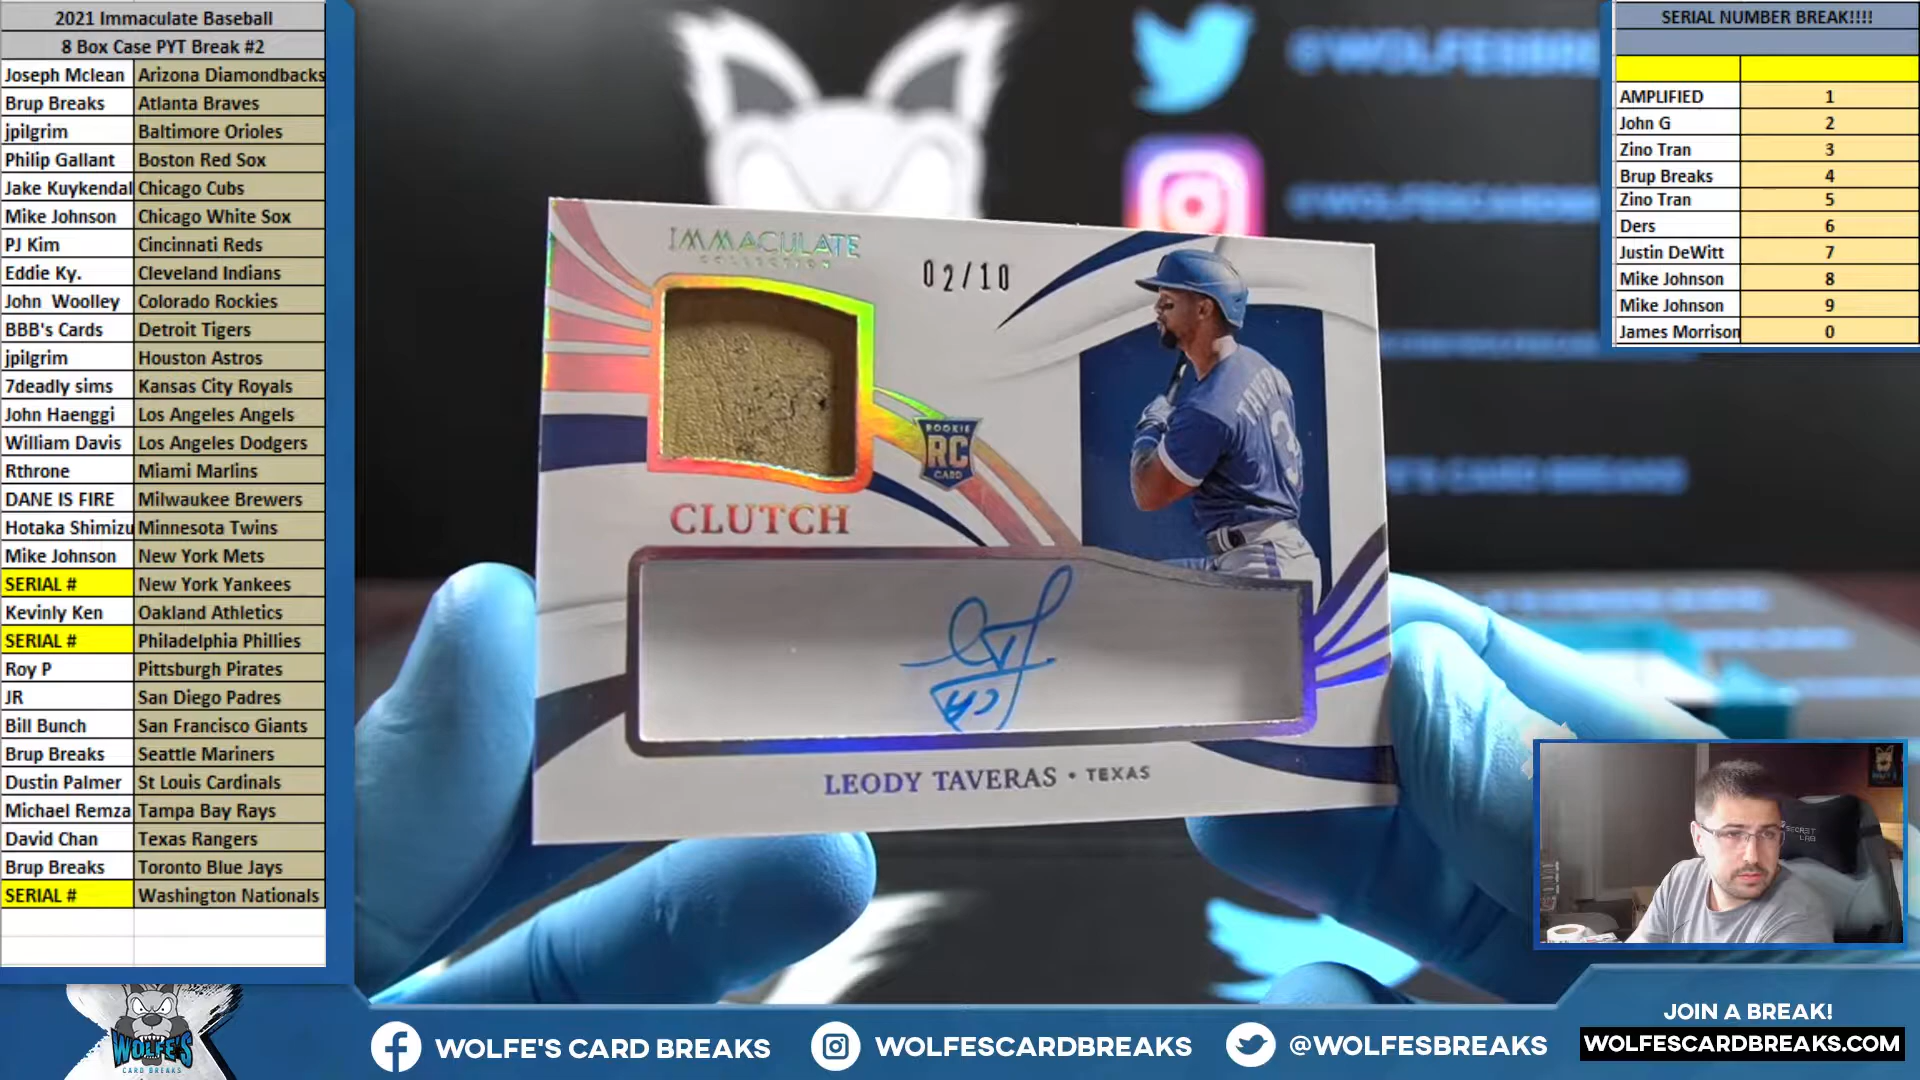 2021 Immaculate Baseball
8 Box Case PYT Break #2
Joseph Mclean Arizona Diamondbacks
Brup Breaks Atlanta Braves
jpilgrim Baltimore Orioles
Philip Gallant Boston Red Sox
Jake Kuykendal Chicago Cubs
Mike Johnson Chicago White Sox
PJ Kim Cincinnati Reds
Eddie Ky. Cleveland Indians
John Woolley Colorado Rockies
BBB's Cards Detroit Tigers
jpilgrim Houston Astros
7deadly sims Kansas City Royals
John Haenggi Los Angeles Angels
William Davis Los Angeles Dodgers
Rthrone Miami Marlins
DANE IS FIRE Milwaukee Brewers
Hotaka Shimizu Minnesota Twins
Mike Johnson New York Mets
SERIAL # New York Yankees
Kevinly Ken Oakland Athletics
SERIAL # Philadelphia Phillies
Roy P Pittsburgh Pirates
JR San Diego Padres
Bill Bunch San Francisco Giants
Brup Breaks Seattle Mariners
Dustin Palmer St Louis Cardinals
Michael Remza Tampa Bay Rays
David Chan Texas Rangers
Brup Breaks Toronto Blue Jays
SERIAL # Washington Nationals
IMMACULATE
COLLECTION
02/10
ROOKIE
RC
CARD
CLUTCH
TAVER
3
LEODY TAVERAS • TEXAS
SERIAL NUMBER BREAK!!!!
AMPLIFIED 1
John G 2
Zino Tran 3
Brup Breaks 4
Zino Tran 5
Ders 6
Justin DeWitt 7
Mike Johnson 8
Mike Johnson 9
James Morrison 0
SECRET
LAB
WOLFE'S
CARD BREAKS
WOLFE'S CARD BREAKS
WOLFESCARDBREAKS
@WOLFESBREAKS
JOIN A BREAK!
WOLFESCARDBREAKS.COM